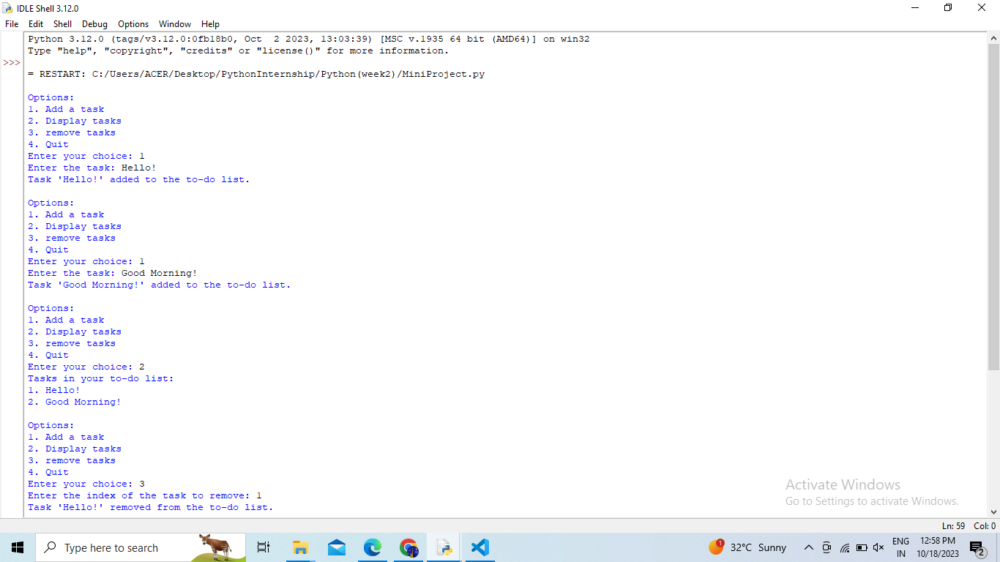 IDLE Shell 3.12.0
File Edit Shell Debug Options Window Help
Python 3.12.0 (tags/v3.12.0:0fb18b0, Oct  2 2023, 13:03:39) [MSC v.1935 64 bit (AMD64)] on win32
Type "help", "copyright", "credits" or "license()" for more information.
>>>
= RESTART: C:/Users/ACER/Desktop/PythonInternship/Python(week2)/MiniProject.py
Options:
1. Add a task
2. Display tasks
3. remove tasks
4. Quit
Enter your choice: 1
Enter the task: Hello!
Task 'Hello!' added to the to-do list.
Options:
1. Add a task
2. Display tasks
3. remove tasks
4. Quit
Enter your choice: 1
Enter the task: Good Morning!
Task 'Good Morning!' added to the to-do list.
Options:
1. Add a task
2. Display tasks
3. remove tasks
4. Quit
Enter your choice: 2
Tasks in your to-do list:
1. Hello!
2. Good Morning!
Options:
1. Add a task
2. Display tasks
3. remove tasks
4. Quit
Enter your choice: 3
Enter the index of the task to remove: 1
Task 'Hello!' removed from the to-do list.
Activate Windows
Go to Settings to activate Windows.
Ln: 59 Col: 0
Type here to search
1
32°C Sunny
ENG
IN
12:58 PM
10/18/2023
2